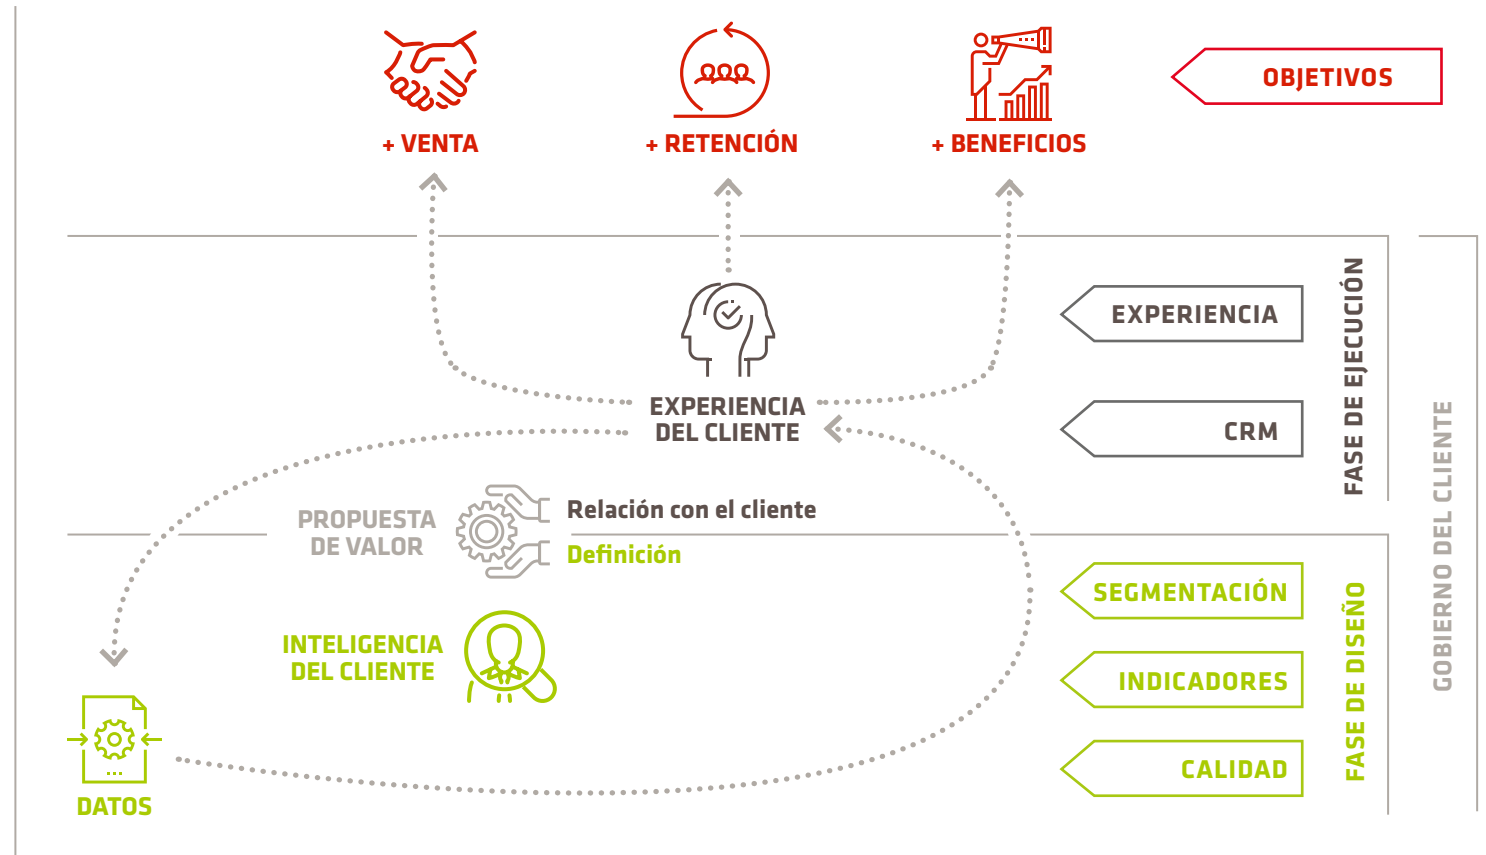 + VENTA
+ RETENCIÓN
+ BENEFICIOS
OBJETIVOS
EXPERIENCIA
DEL CLIENTE
EXPERIENCIA
CRM
FASE DE EJECUCIÓN
PROPUESTA
DE VALOR
Relación con el cliente
Definición
INTELIGENCIA
DEL CLIENTE
DATOS
SEGMENTACIÓN
INDICADORES
CALIDAD
FASE DE DISEÑO
GOBIERNO DEL CLIENTE